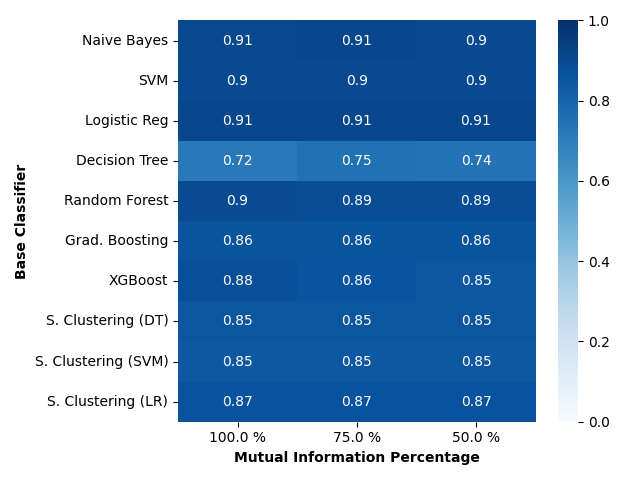 Naive Bayes 0.91 0.91 0.9
SVM 0.9 0.9 0.9
Logistic Reg 0.91 0.91 0.91
Decision Tree 0.72 0.75 0.74
Random Forest 0.9 0.89 0.89
Grad. Boosting 0.86 0.86 0.86
XGBoost 0.88 0.86 0.85
S. Clustering (DT) 0.85 0.85 0.85
S. Clustering (SVM) 0.85 0.85 0.85
S. Clustering (LR) 0.87 0.87 0.87
100.0 % 75.0 % 50.0 %
Mutual Information Percentage
Base Classifier
1.0
0.8
0.6
0.4
0.2
0.0